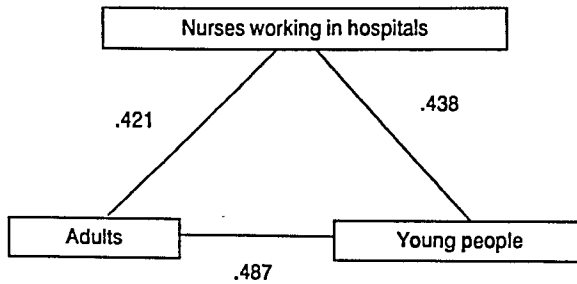 Nurses working in hospitals
.421
.438
Adults
Young people
.487